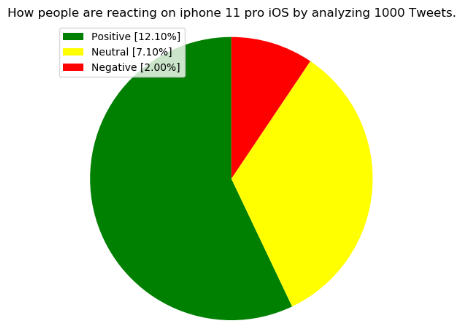 How people are reacting on iphone 11 pro iOS by analyzing 1000 Tweets.
Positive [12.10%]
Neutral [7.10%]
Negative [2.00%]